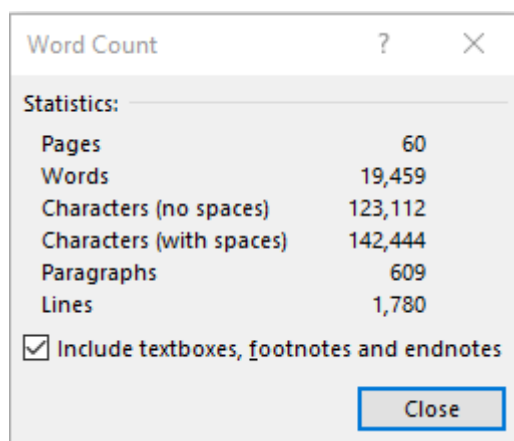 Word Count ? ×
Statistics:
Pages 60
Words 19,459
Characters (no spaces) 123,112
Characters (with spaces) 142,444
Paragraphs 609
Lines 1,780
Include textboxes, footnotes and endnotes
Close